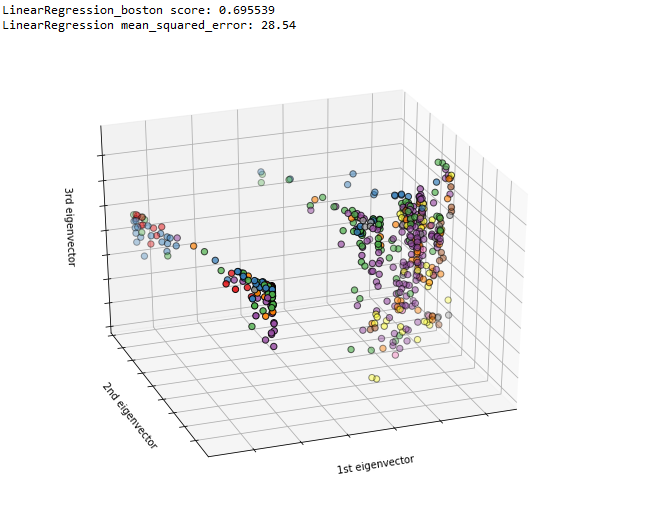 LinearRegression_boston score: 0.695539
LinearRegression mean_squared_error: 28.54
3rd eigenvector
2nd eigenvector
1st eigenvector